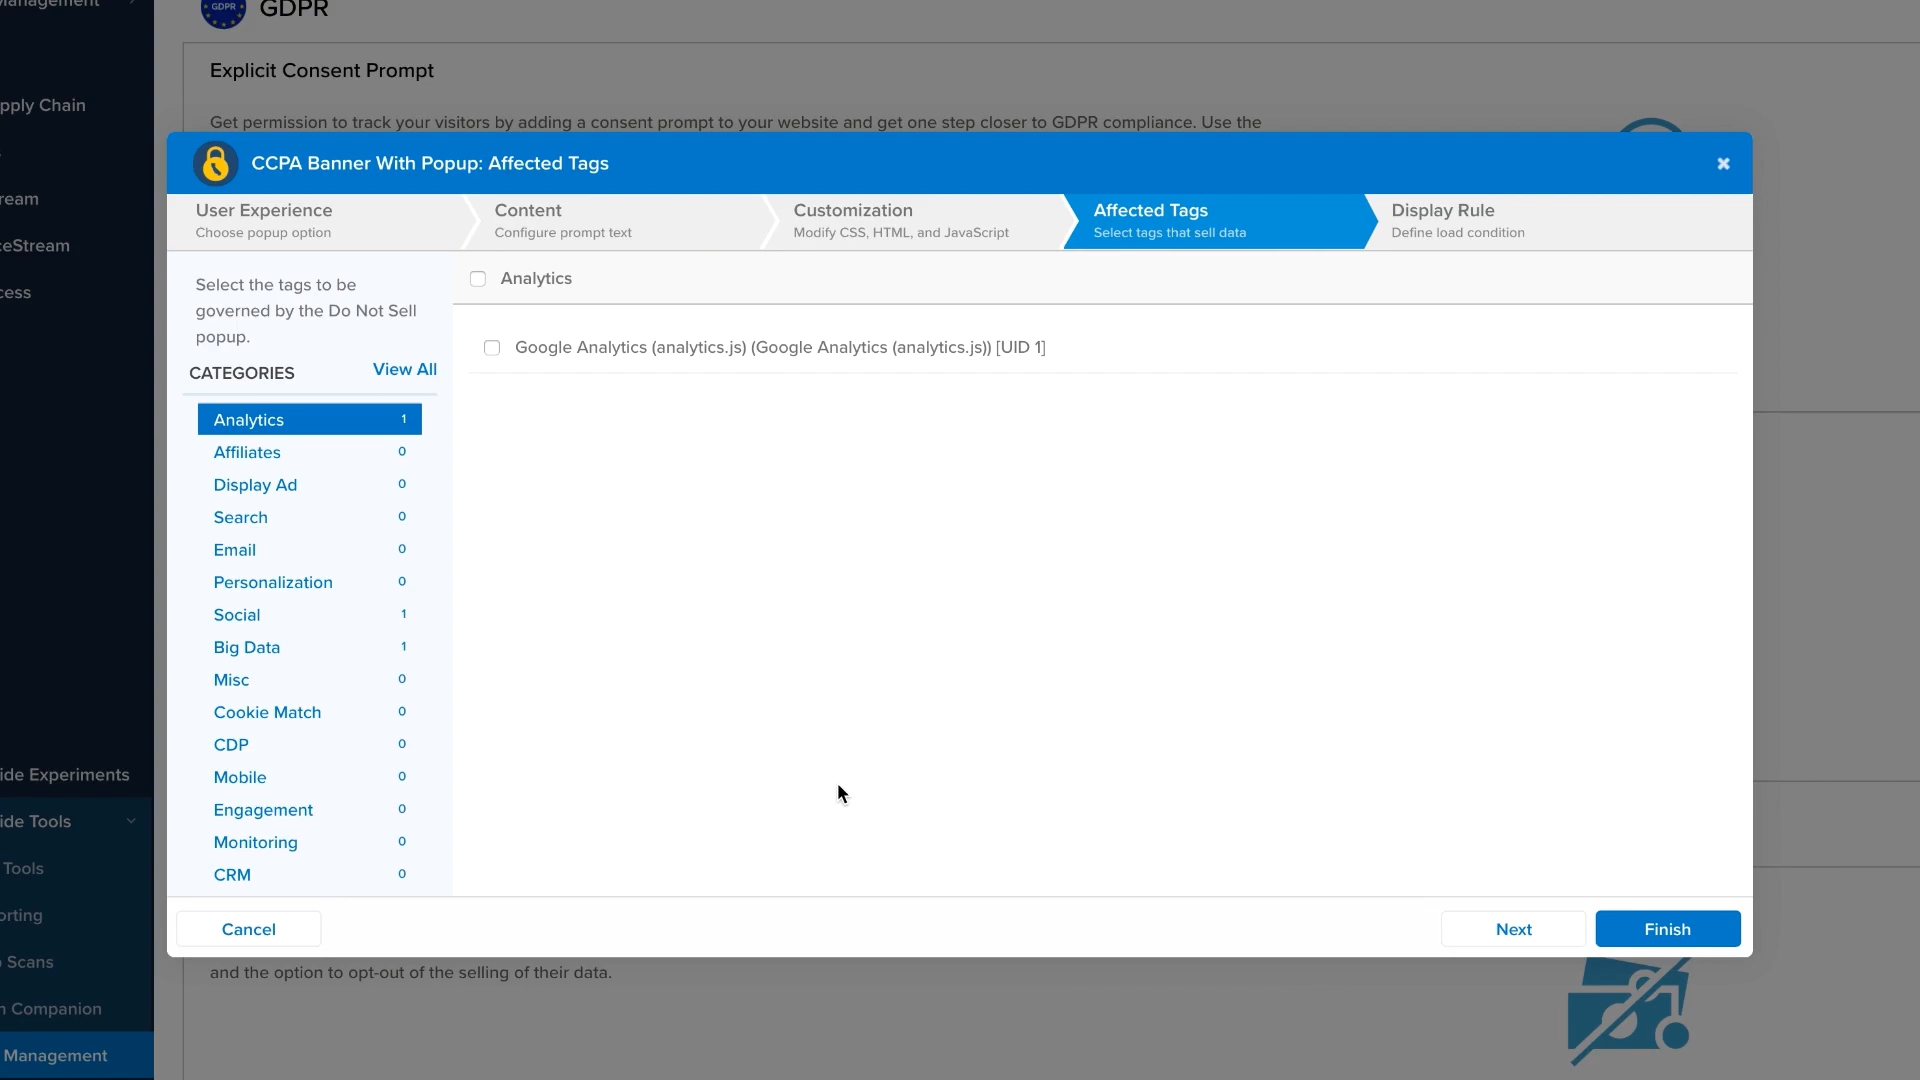 GDPR
GDPR
Explicit Consent Prompt
Get permission to track your visitors by adding a consent prompt to your website and get one step closer to GDPR compliance. Use the
CCPA Banner With Popup: Affected Tags
User Experience
Choose popup option
Content
Configure prompt text
Customization
Modify CSS, HTML, and JavaScript
Affected Tags
Select tags that sell data
Display Rule
Define load condition
Select the tags to be
governed by the Do Not Sell
popup.
CATEGORIES
View All
Analytics 1
Affiliates 0
Display Ad 0
Search 0
Email 0
Personalization 0
Social 1
Big Data 1
Misc 0
Cookie Match 0
CDP 0
Mobile 0
Engagement 0
Monitoring 0
CRM 0
Analytics
Google Analytics (analytics.js) (Google Analytics (analytics.js)) [UID 1]
Cancel
Next
Finish
and the option to opt-out of the selling of their data.
pply Chain
ream
eStream
cess
ide Experiments
ide Tools
Tools
orting
Scans
n Companion
Management